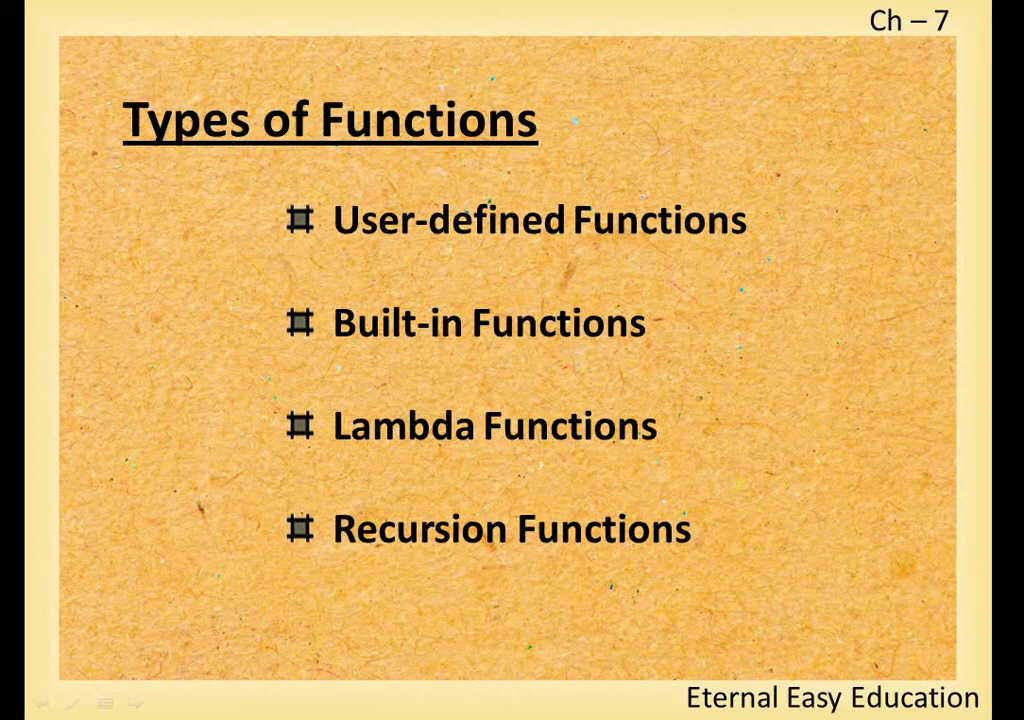 Ch – 7
Types of Functions
User-defined Functions
Built-in Functions
Lambda Functions
Recursion Functions
Eternal Easy Education